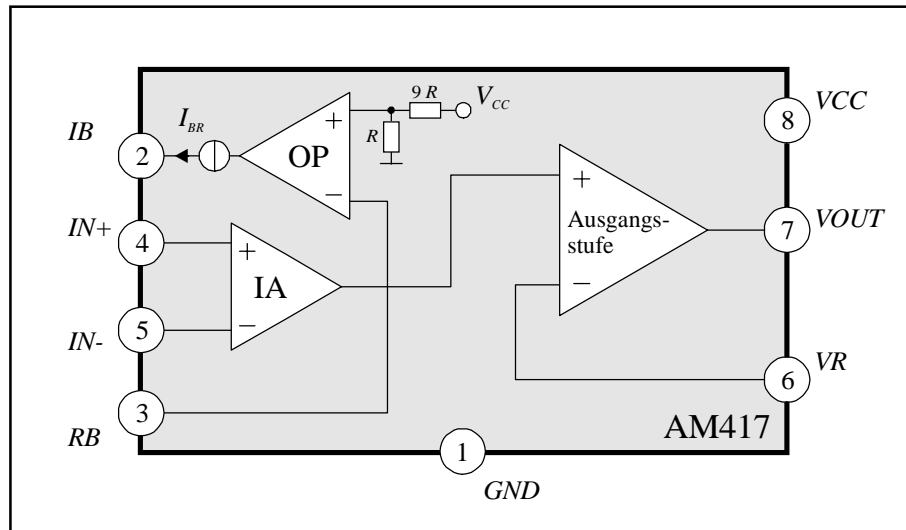 IB
2
I_BR
OP
+
−
9 R
R
V_CC
VCC
8
IN+
4
+
IA
−
IN-
5
RB
3
+
Ausgangs-
stufe
−
VOUT
7
VR
6
AM417
1
GND